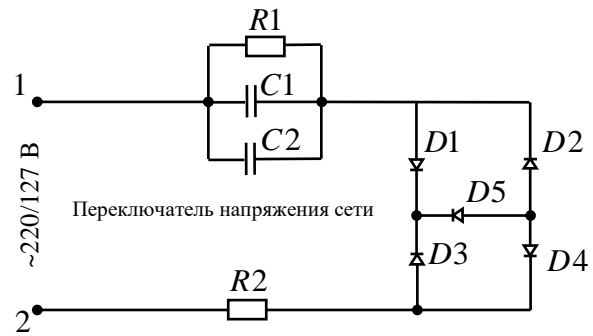 R1
1
C1
C2
D1
D2
~220/127 В
Переключатель напряжения сети
D5
D3
D4
R2
2